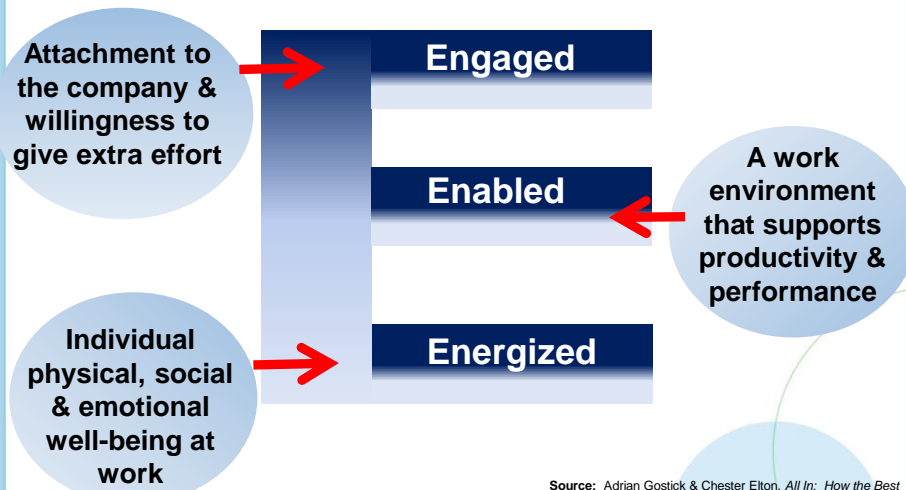 Attachment to
the company &
willingness to
give extra effort
Engaged
Enabled
A work
environment
that supports
productivity &
performance
Individual
physical, social
& emotional
well-being at
work
Energized
Source: Adrian Gostick & Chester Elton, All In: How the Best